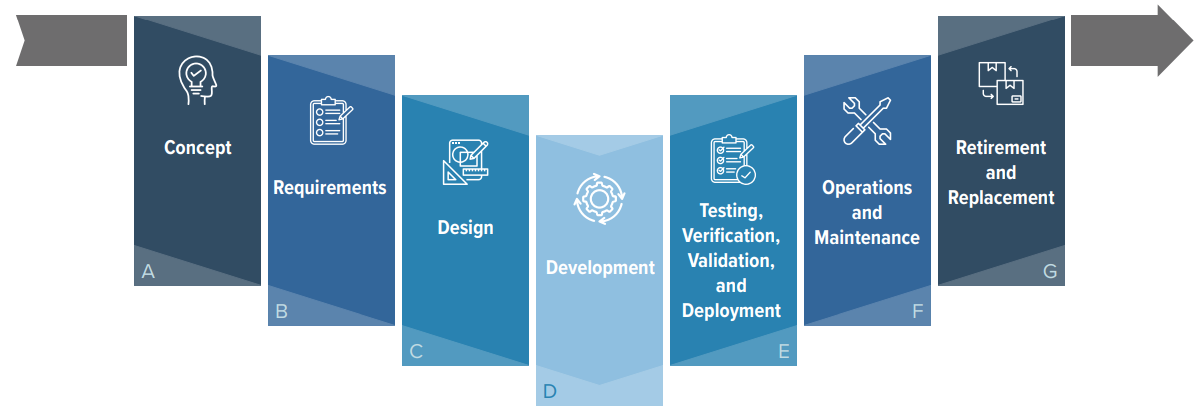 Concept
A
Requirements
B
Design
C
Development
D
Testing,
Verification,
Validation,
and
Deployment
E
Operations
and
Maintenance
F
Retirement
and
Replacement
G